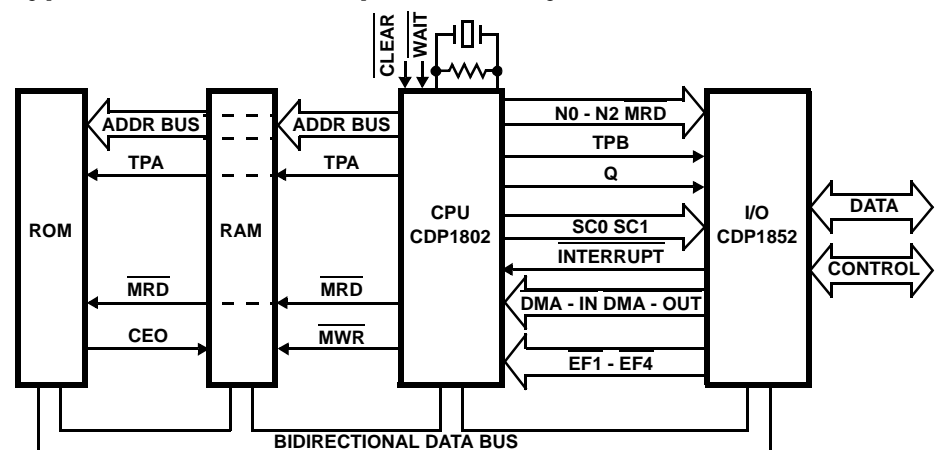 CLEAR
WAIT
ADDR BUS
ADDR BUS
N0 - N2 MRD
TPB
TPA
TPA
Q
ROM
RAM
CPU
CDP1802
I/O
CDP1852
DATA
SC0 SC1
INTERRUPT
CONTROL
MRD
MRD
DMA - IN DMA - OUT
CEO
MWR
EF1 - EF4
BIDIRECTIONAL DATA BUS